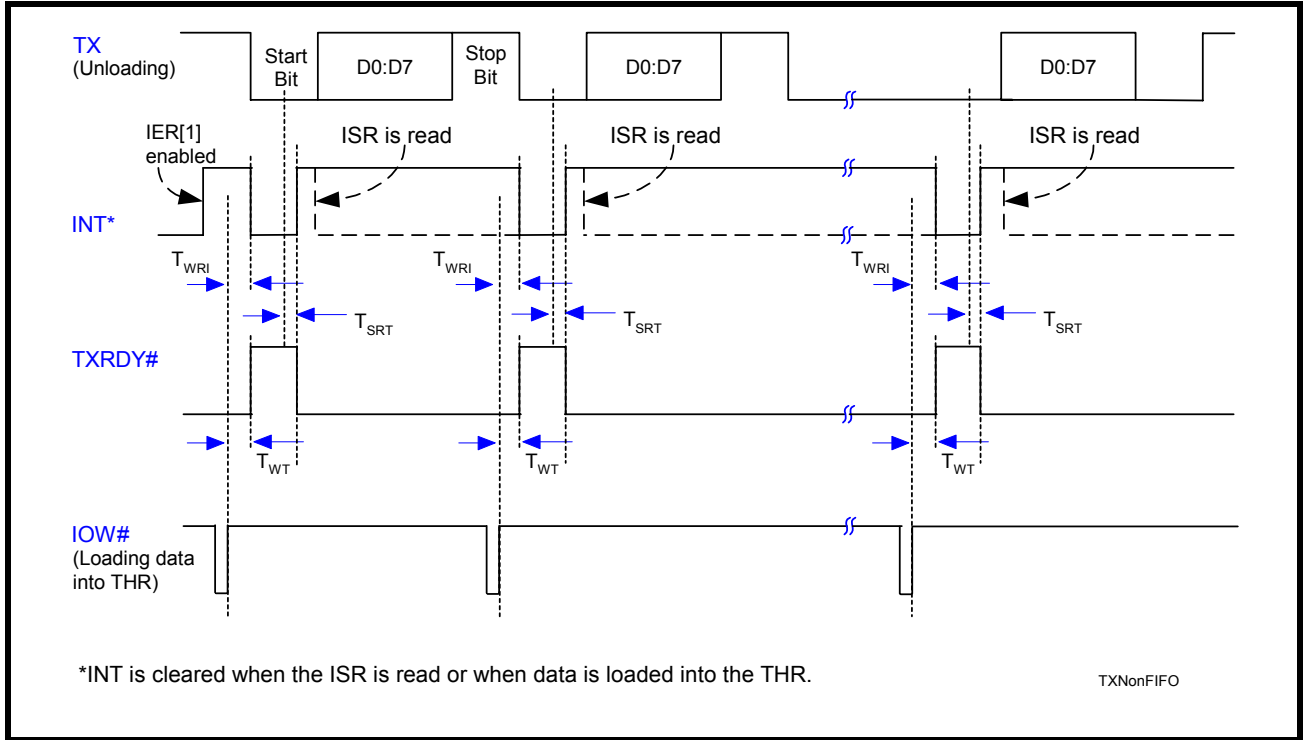 TX
(Unloading)
Start
Bit
D0:D7
Stop
Bit
D0:D7
D0:D7
IER[1]
enabled
ISR is read
ISR is read
ISR is read
INT*
TWRI
TWRI
TWRI
TSRT
TSRT
TSRT
TXRDY#
TWT
TWT
TWT
IOW#
(Loading data
into THR)
*INT is cleared when the ISR is read or when data is loaded into the THR.
TXNonFIFO